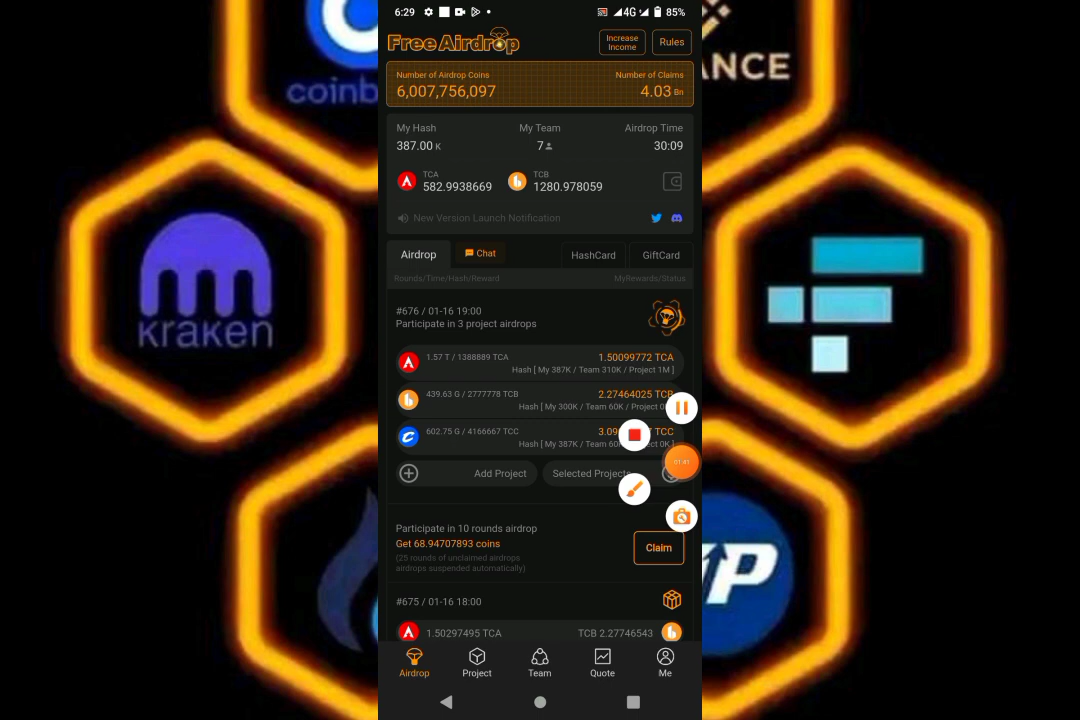 6:29
4G 85%
Free Airdrop
Increase
Income
Rules
Number of Airdrop Coins
Number of Claims
6,007,756,097
4.03 Bn
My Hash
My Team
Airdrop Time
387.00 K
7
30:09
TCA
582.9938669
TCB
1280.978059
New Version Launch Notification
Airdrop
Chat
HashCard
GiftCard
Rounds/Time/Hash/Reward
MyRewards/Status
#676 / 01-16 19:00
Participate in 3 project airdrops
1.57 T / 1388889 TCA
1.50099772 TCA
Hash [ My 387K / Team 310K / Project 1M ]
439.63 G / 2777778 TCB
2.27464025 TCB
Hash [ My 300K / Team 60K / Project
602.75 G / 4166667 TCC
TCC
Hash [ My 387K / Team
Add Project
Selected Projects
01:41
Participate in 10 rounds airdrop
Get 68.94707893 coins
(25 rounds of unclaimed airdrops
airdrops suspended automatically)
Claim
#675 / 01-16 18:00
1.50297495 TCA
TCB 2.27746543
Airdrop
Project
Team
Quote
Me
coinb
NCE
kraken
P